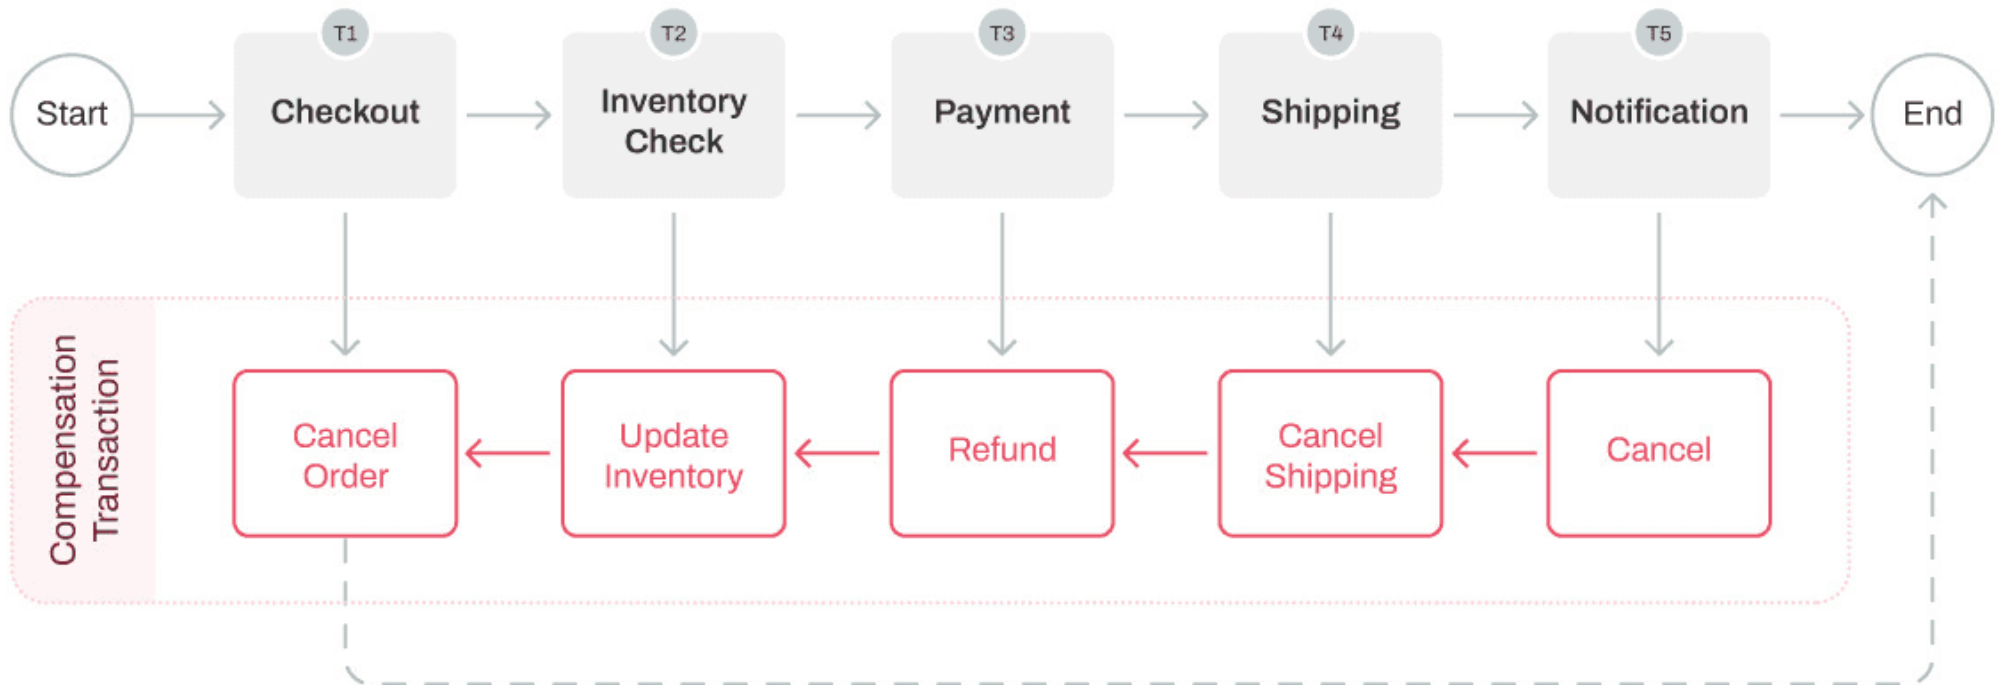 T1
T2
T3
T4
T5
Start
Checkout
Inventory
Check
Payment
Shipping
Notification
End
Compensation
Transaction
Cancel
Order
Update
Inventory
Refund
Cancel
Shipping
Cancel